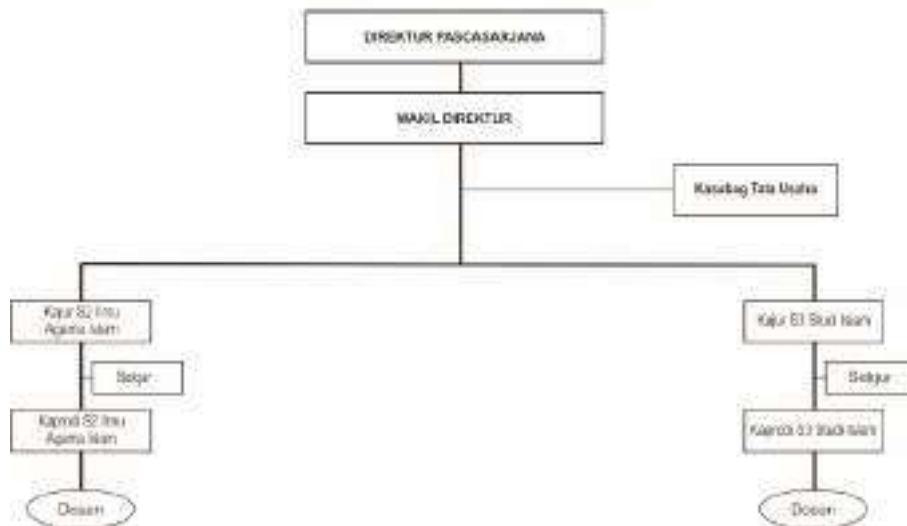 DIREKTUR PASCASARJANA
WAKIL DIREKTUR
Kasubag Tata Usaha
Kajur S2 Ilmu
Agama Islam
Kajur S3 Studi Islam
Sekjur
Sekjur
Kaprodi S2 Ilmu
Agama Islam
Kaprodi S3 Studi Islam
Dosen
Dosen